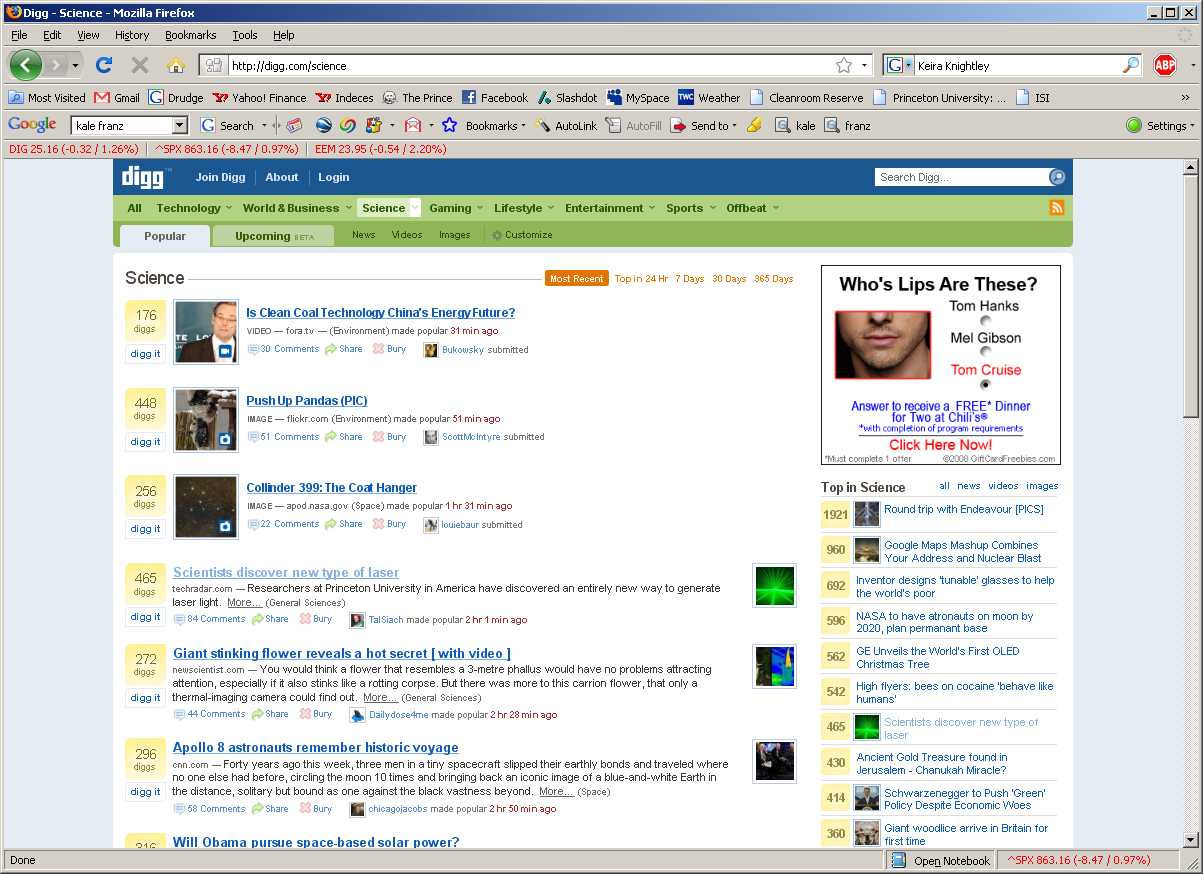 Digg - Science - Mozilla Firefox
File Edit View History Bookmarks Tools Help
http://digg.com/science
G Keira Knightley
ABP
Most Visited Gmail Drudge Yahoo! Finance Indeces The Prince Facebook Slashdot MySpace TWC Weather Cleanroom Reserve Princeton University: ... ISI »
Google kale franz G Search Bookmarks AutoLink AutoFill Send to kale franz Settings
DIG 25.16 (-0.32 / 1.26%) ^SPX 863.16 (-8.47 / 0.97%) EEM 23.95 (-0.54 / 2.20%)
digg™ Join Digg About Login Search Digg...
All Technology World & Business Science Gaming Lifestyle Entertainment Sports Offbeat
Popular Upcoming BETA News Videos Images Customize
Science Most Recent Top in 24 Hr 7 Days 30 Days 365 Days
176 diggs digg it
Is Clean Coal Technology China's Energy Future?
VIDEO — fora.tv — (Environment) made popular 31 min ago
30 Comments Share Bury Bukowsky submitted
448 diggs digg it
Push Up Pandas (PIC)
IMAGE — flickr.com (Environment) made popular 51 min ago
51 Comments Share Bury ScottMcIntyre submitted
256 diggs digg it
Collinder 399: The Coat Hanger
IMAGE — apod.nasa.gov (Space) made popular 1 hr 31 min ago
22 Comments Share Bury louiebaur submitted
465 diggs digg it
Scientists discover new type of laser
techradar.com — Researchers at Princeton University in America have discovered an entirely new way to generate
laser light. More... (General Sciences)
84 Comments Share Bury TalSiach made popular 2 hr 1 min ago
272 diggs digg it
Giant stinking flower reveals a hot secret [ with video ]
newscientist.com — You would think a flower that resembles a 3-metre phallus would have no problems attracting
attention, especially if it also stinks like a rotting corpse. But there was more to this carrion flower, that only a
thermal-imaging camera could find out. More... (General Sciences)
44 Comments Share Bury Dailydose4me made popular 2 hr 28 min ago
296 diggs digg it
Apollo 8 astronauts remember historic voyage
cnn.com — Forty years ago this week, three men in a tiny spacecraft slipped their earthly bonds and traveled where
no one else had before, circling the moon 10 times and bringing back an iconic image of a blue-and-white Earth in
the distance, solitary but bound as one against the black vastness beyond. More... (Space)
58 Comments Share Bury chicagojacobs made popular 2 hr 50 min ago
316
Will Obama pursue space-based solar power?
Who's Lips Are These?
Tom Hanks
Mel Gibson
Tom Cruise
Answer to receive a FREE* Dinner
for Two at Chili's®
*with completion of program requirements
Click Here Now!
*Must complete 1 offer ©2008 GiftCardFreebies.com
Top in Science all news videos images
1921 Round trip with Endeavour [PICS]
960 Google Maps Mashup Combines
Your Address and Nuclear Blast
692 Inventor designs 'tunable' glasses to help
the world's poor
596 NASA to have atronauts on moon by
2020, plan permanant base
562 GE Unveils the World's First OLED
Christmas Tree
542 High flyers: bees on cocaine 'behave like
humans'
465 Scientists discover new type of
laser
430 Ancient Gold Treasure found in
Jerusalem - Chanukah Miracle?
414 Schwarzenegger to Push 'Green'
Policy Despite Economic Woes
360 Giant woodlice arrive in Britain for
first time
Done Open Notebook ^SPX 863.16 (-8.47 / 0.97%)